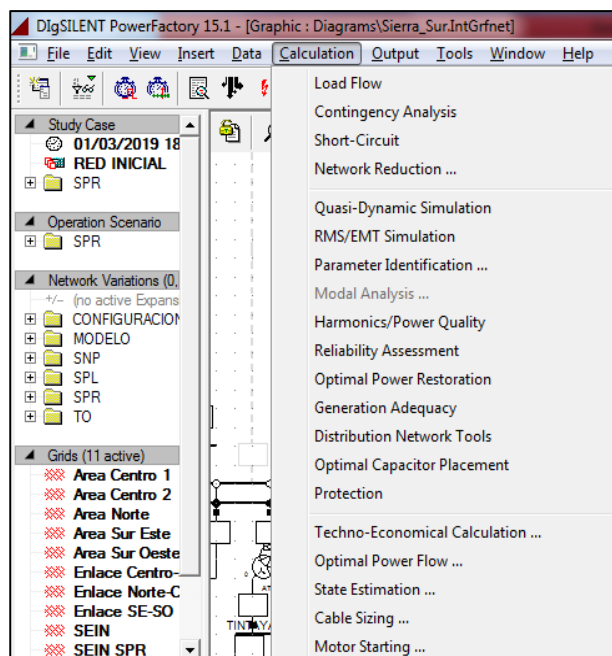 DIgSILENT PowerFactory 15.1 - [Graphic : Diagrams\Sierra_Sur.IntGrfnet]
File Edit View Insert Data Calculation Output Tools Window Help
Study Case
01/03/2019 18
RED INICIAL
SPR
Operation Scenario
SPR
Network Variations (0,
(no active Expans
CONFIGURACION
MODELO
SNP
SPL
SPR
TO
Grids (11 active)
Area Centro 1
Area Centro 2
Area Norte
Area Sur Este
Area Sur Oeste
Enlace Centro-
Enlace Norte-C
Enlace SE-SO
SEIN
SEIN SPR
Load Flow
Contingency Analysis
Short-Circuit
Network Reduction ...
Quasi-Dynamic Simulation
RMS/EMT Simulation
Parameter Identification ...
Modal Analysis ...
Harmonics/Power Quality
Reliability Assessment
Optimal Power Restoration
Generation Adequacy
Distribution Network Tools
Optimal Capacitor Placement
Protection
Techno-Economical Calculation ...
Optimal Power Flow ...
State Estimation ...
Cable Sizing ...
Motor Starting ...